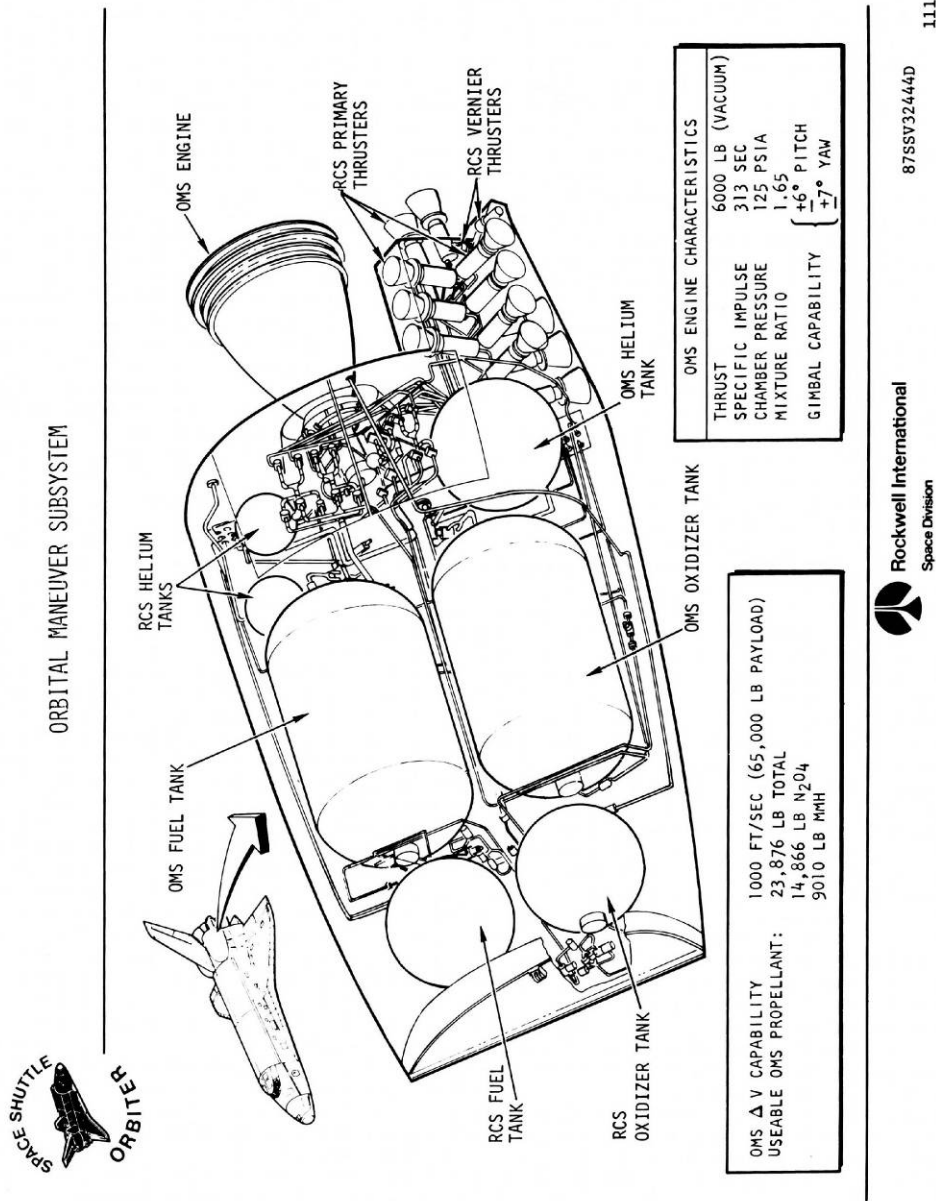 SPACE SHUTTLE
ORBITER
ORBITAL MANEUVER SUBSYSTEM
OMS ENGINE
RCS PRIMARY
THRUSTERS
RCS VERNIER
THRUSTERS
RCS HELIUM
TANKS
OMS FUEL TANK
OMS HELIUM
TANK
OMS OXIDIZER TANK
RCS FUEL
TANK
RCS
OXIDIZER TANK
OMS Δ V CAPABILITY 1000 FT/SEC (65,000 LB PAYLOAD)
USEABLE OMS PROPELLANT: 23,876 LB TOTAL
14,866 LB N₂O₄
9010 LB MMH
OMS ENGINE CHARACTERISTICS
THRUST 6000 LB (VACUUM)
SPECIFIC IMPULSE 313 SEC
CHAMBER PRESSURE 125 PSIA
MIXTURE RATIO 1.65
GIMBAL CAPABILITY { ±6° PITCH
±7° YAW
Rockwell International
Space Division
87SSV32444D
111